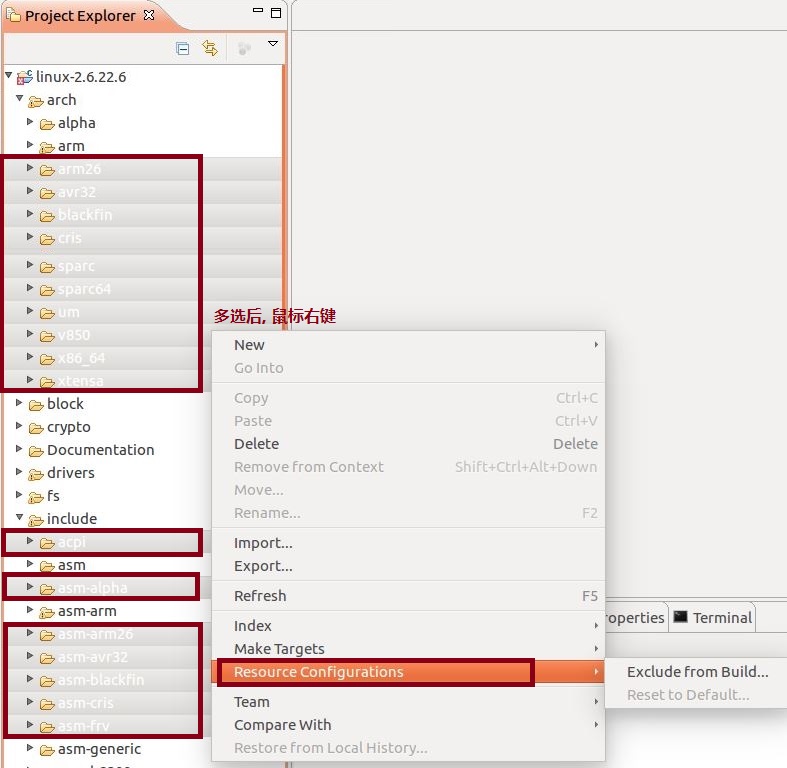 Project Explorer
linux-2.6.22.6
arch
alpha
arm
arm26
avr32
blackfin
cris
sparc
sparc64
um
v850
x86_64
xtensa
block
crypto
Documentation
drivers
fs
include
acpi
asm
asm-alpha
asm-arm
asm-arm26
asm-avr32
asm-blackfin
asm-cris
asm-frv
asm-generic
多选后, 鼠标右键
New
Go Into
Copy Ctrl+C
Paste Ctrl+V
Delete Delete
Remove from Context Shift+Ctrl+Alt+Down
Move...
Rename... F2
Import...
Export...
Refresh F5
Index
Make Targets
Resource Configurations
Team
Compare With
Restore from Local History...
roperties
Terminal
Exclude from Build...
Reset to Default...